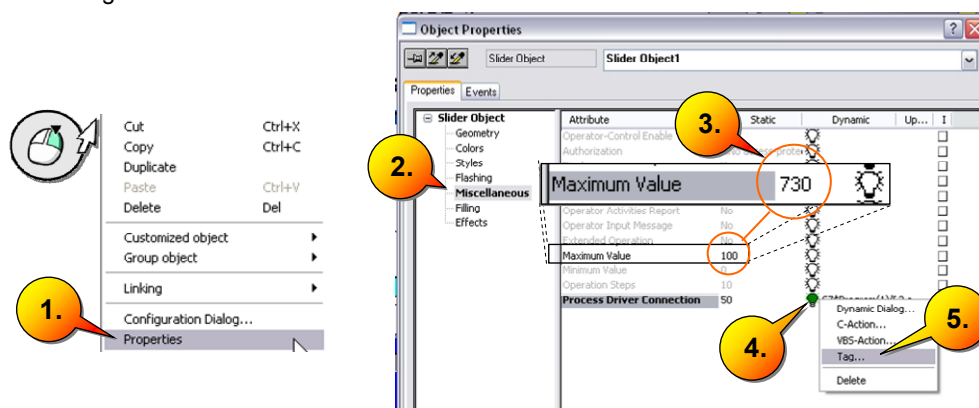 Object Properties
Slider Object
Slider Object1
Properties Events
Slider Object
Geometry
Colors
Styles
Flashing
Miscellaneous
Filling
Effects
Attribute Static Dynamic Up... I
Operator-Control Enable
Authorization
Maximum Value 730
Operator Activities Report No
Operator Input Message No
Extended Operation No
Maximum Value 100
Minimum Value 0
Operation Steps 10
Process Driver Connection 50
Dynamic Dialog...
C-Action...
VBS-Action...
Tag...
Delete
Cut Ctrl+X
Copy Ctrl+C
Duplicate
Paste Ctrl+V
Delete Del
Customized object
Group object
Linking
Configuration Dialog...
Properties
1.
2.
3.
4.
5.